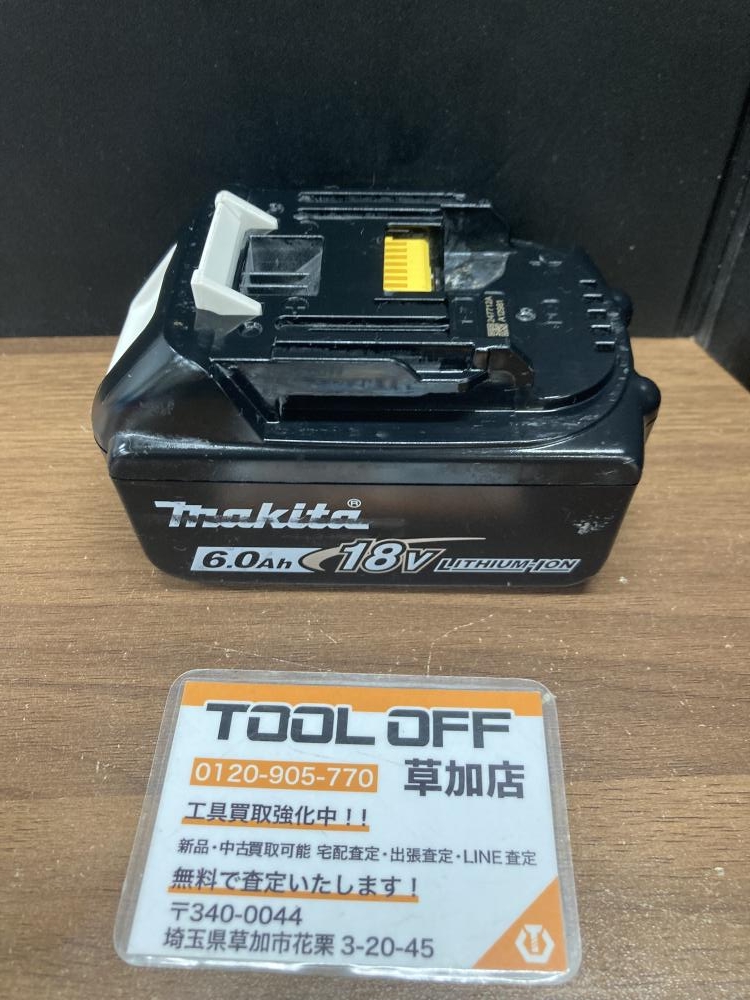 247712A
A12981
makita®
6.0Ah 18V LITHIUM-ION
TOOL OFF
0120-905-770 草加店
工具買取強化中!!
新品・中古買取可能 宅配査定・出張査定・LINE査定
無料で査定いたします!
〒340-0044
埼玉県草加市花栗 3-20-45